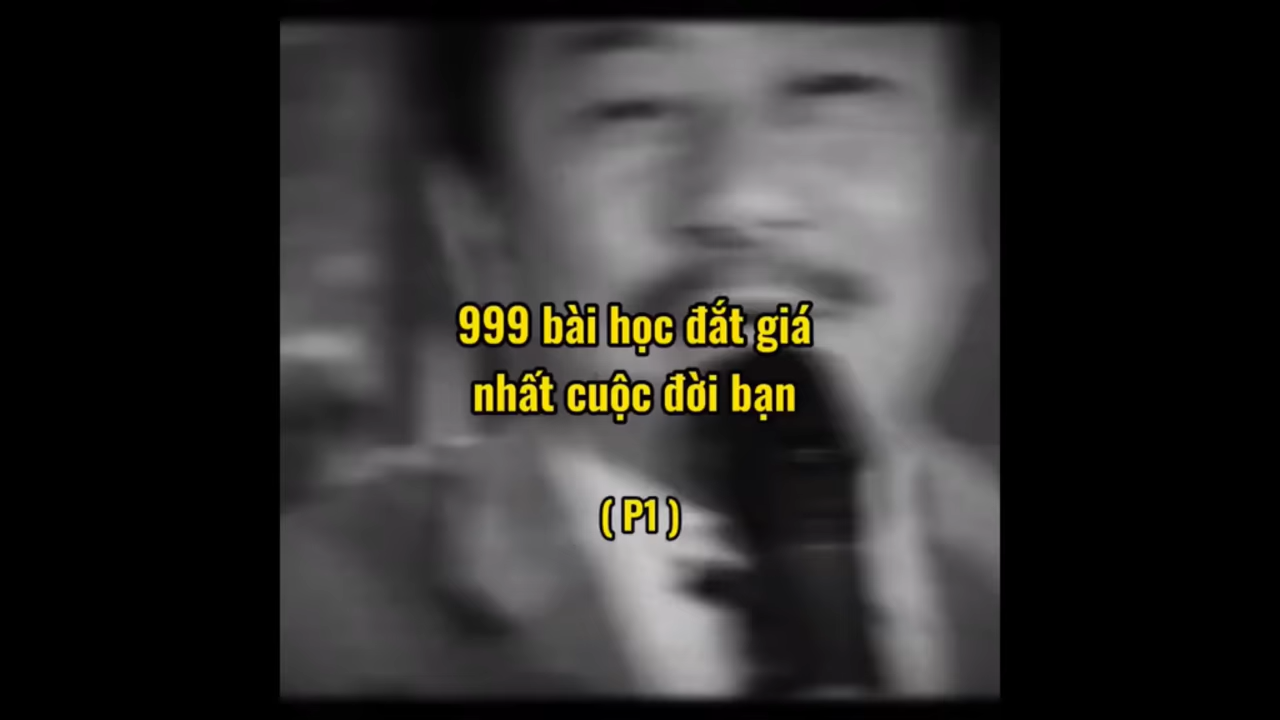 999 bài học đắt giá
nhất cuộc đời bạn
( P1 )